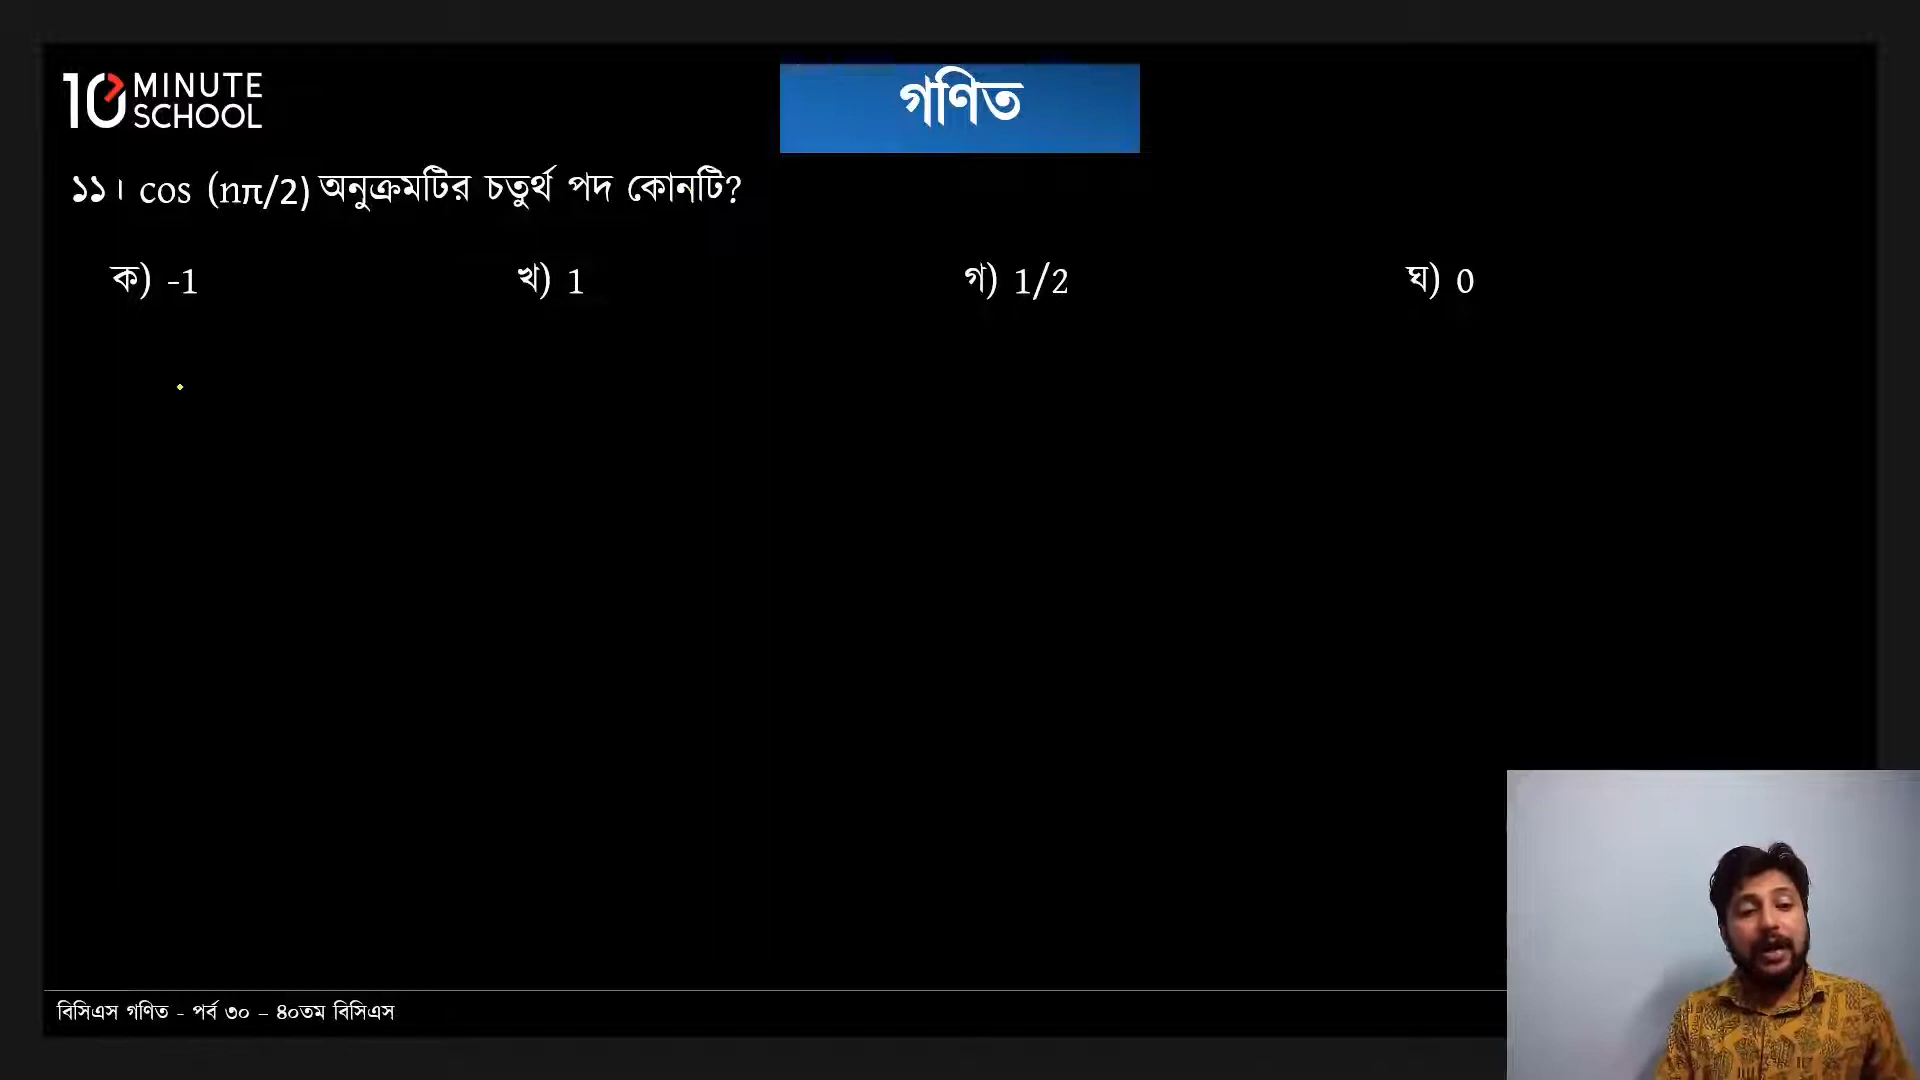 10 MINUTE SCHOOL
গণিত
১১। cos (nπ/2) অনুক্রমটির চতুর্থ পদ কোনটি?
ক) -1 খ) 1 গ) 1/2 ঘ) 0
বিসিএস গণিত - পর্ব ৩০ – ৪০তম বিসিএস